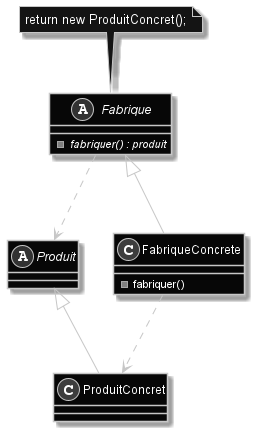 return new ProduitConcret();
A Fabrique
fabriquer() : produit
A Produit
C FabriqueConcrete
fabriquer()
C ProduitConcret